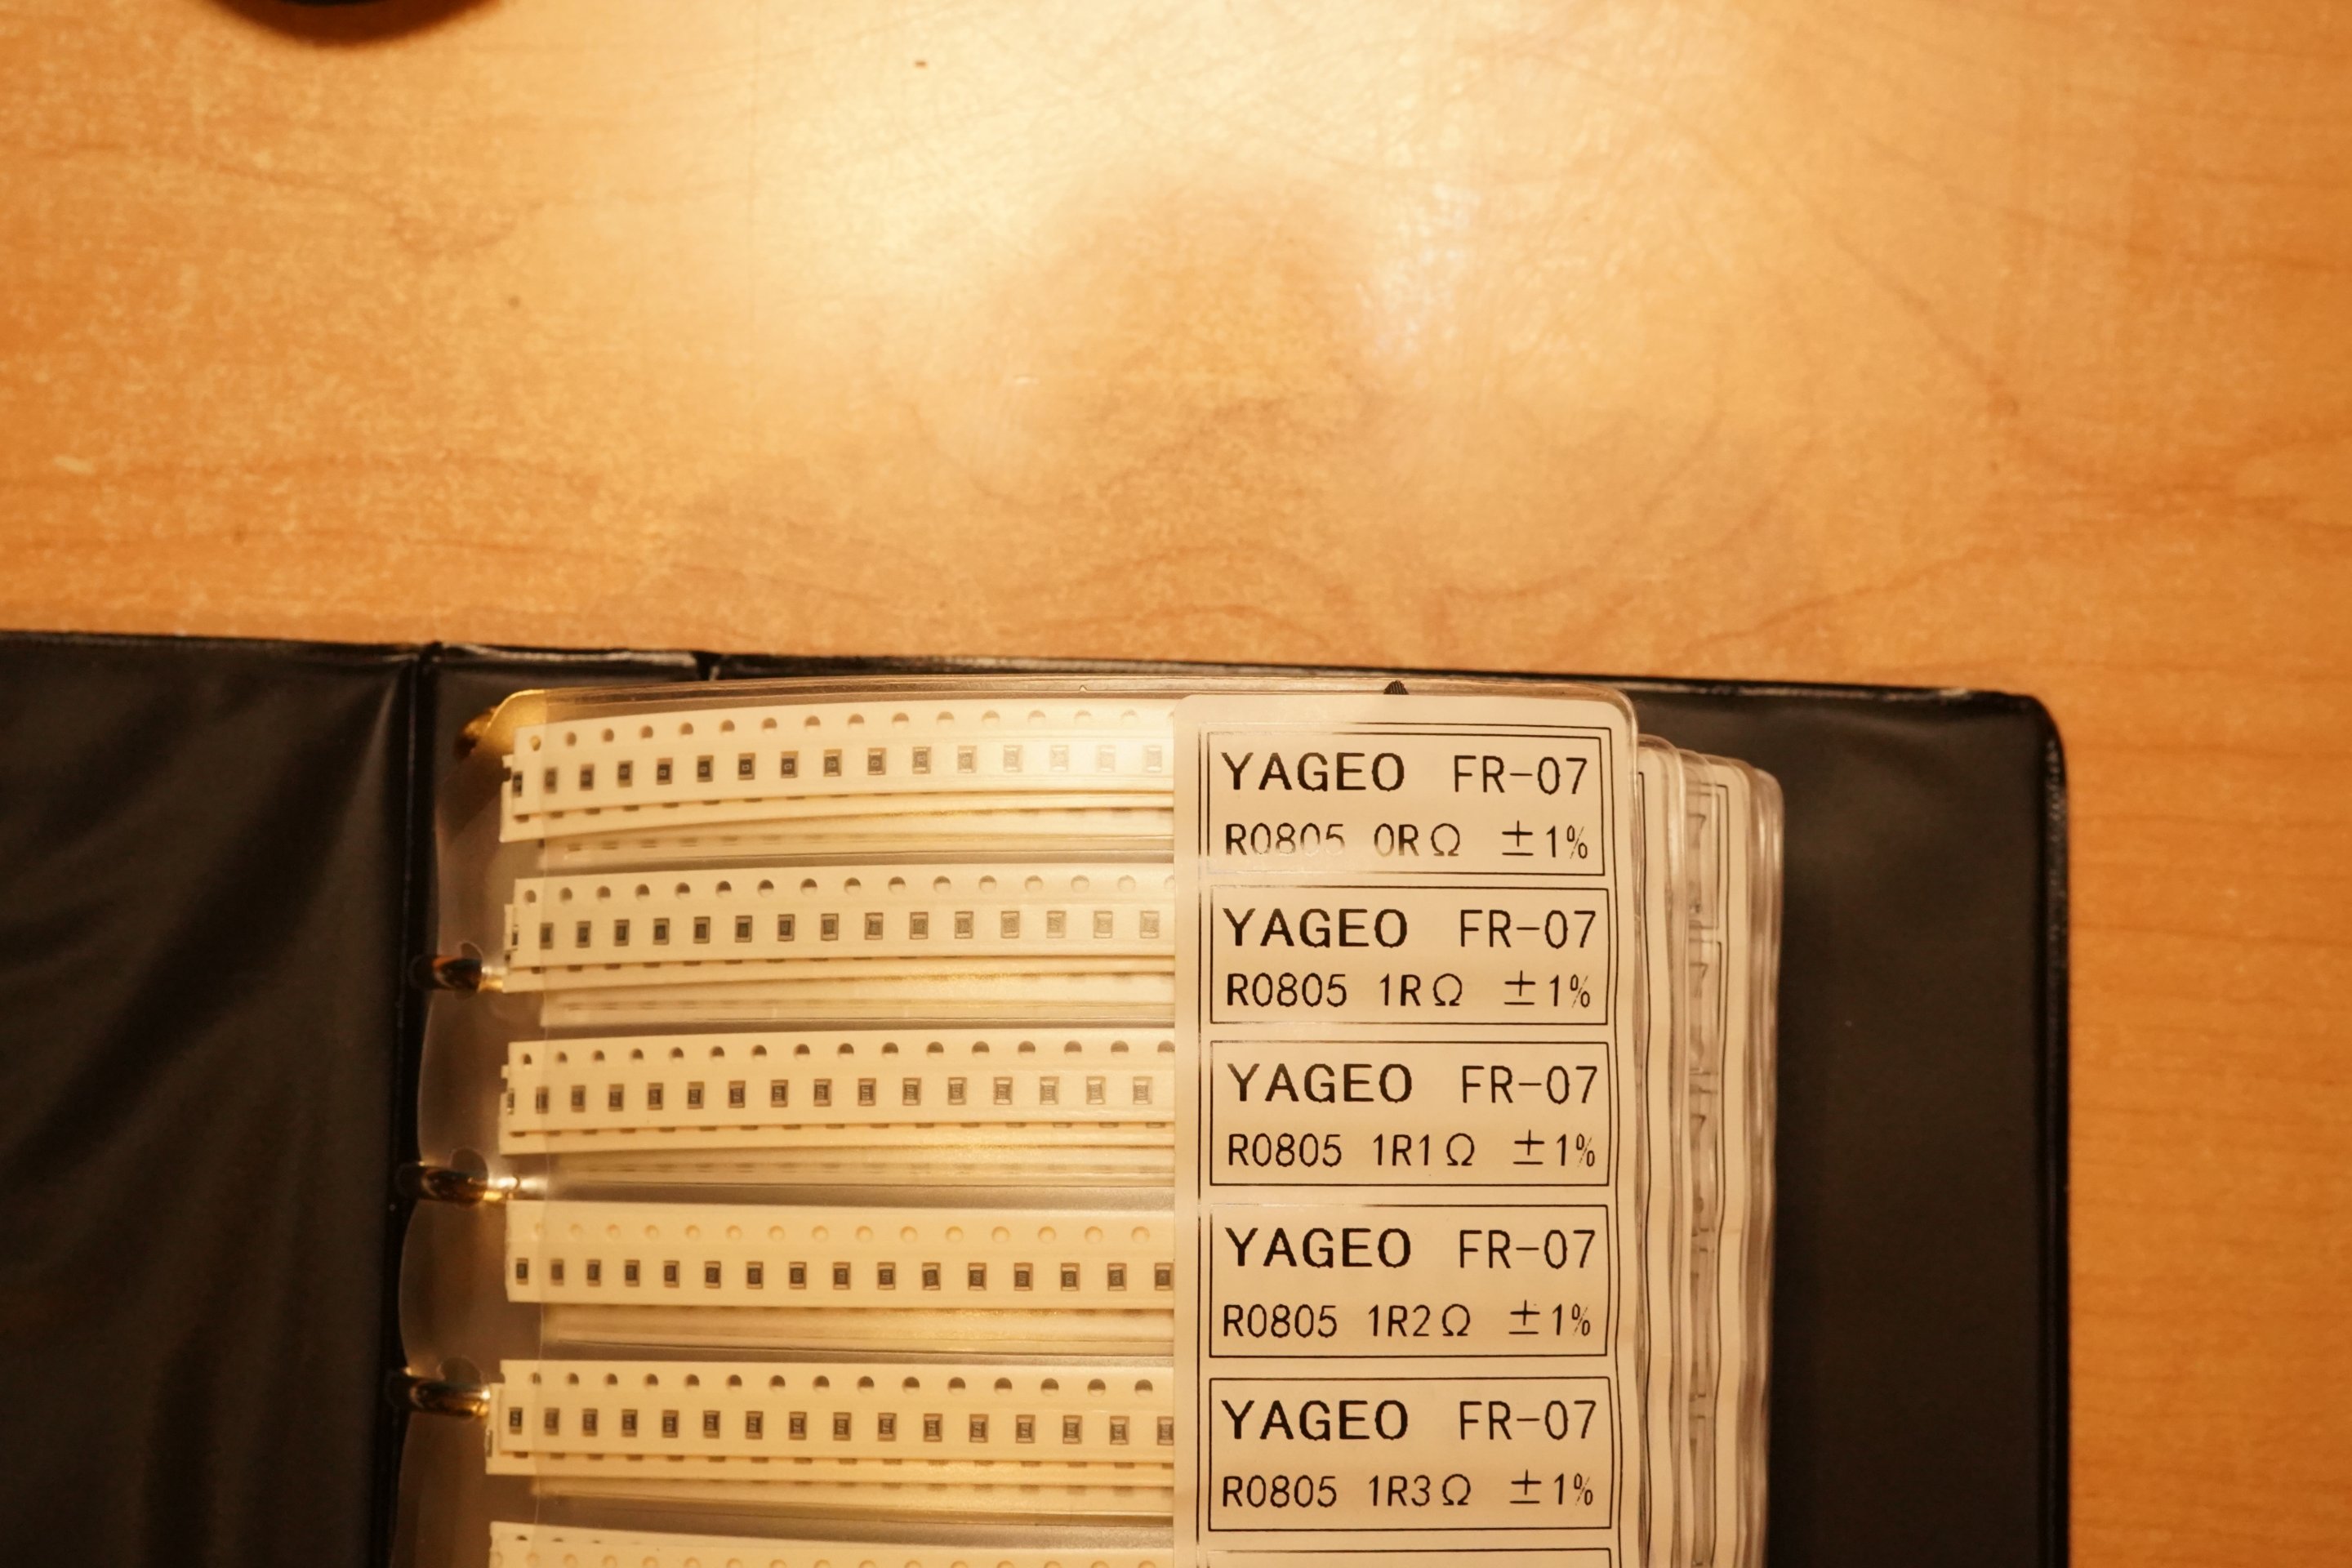 YAGEO FR-07
R0805 0RΩ ±1%
YAGEO FR-07
R0805 1RΩ ±1%
YAGEO FR-07
R0805 1R1Ω ±1%
YAGEO FR-07
R0805 1R2Ω ±1%
YAGEO FR-07
R0805 1R3Ω ±1%